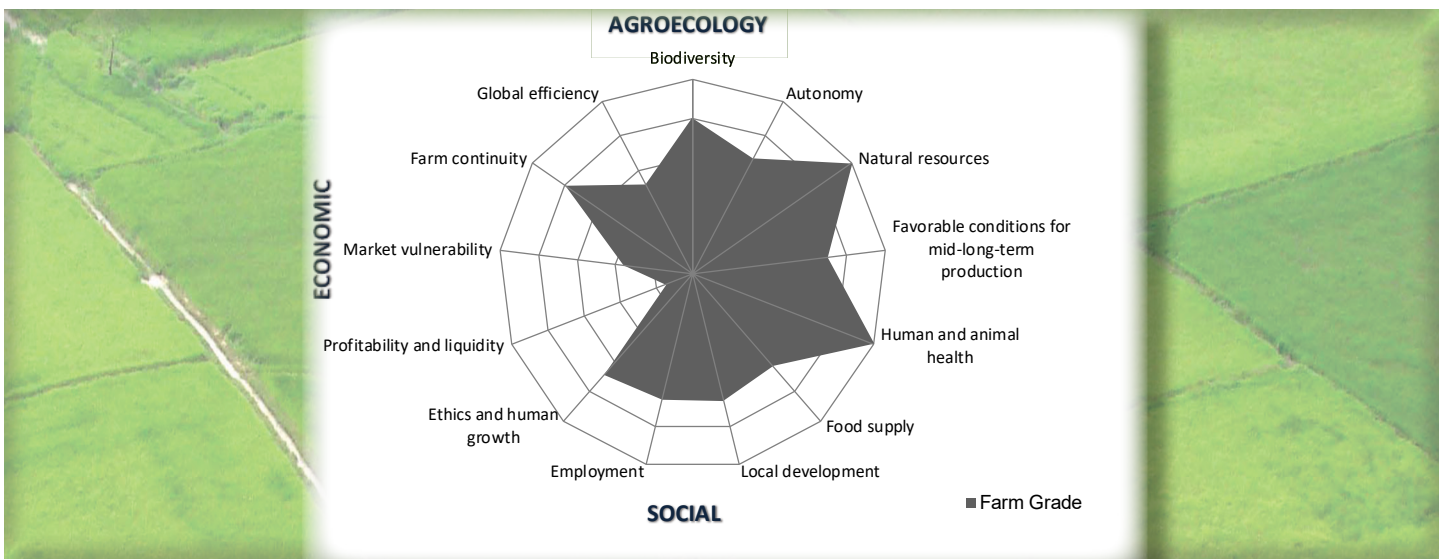 AGROECOLOGY
Biodiversity
Global efficiency
Autonomy
Farm continuity
Natural resources
ECONOMIC
Market vulnerability
Favorable conditions for
mid-long-term
production
Profitability and liquidity
Human and animal
health
Ethics and human
growth
Food supply
Employment
Local development
SOCIAL
Farm Grade